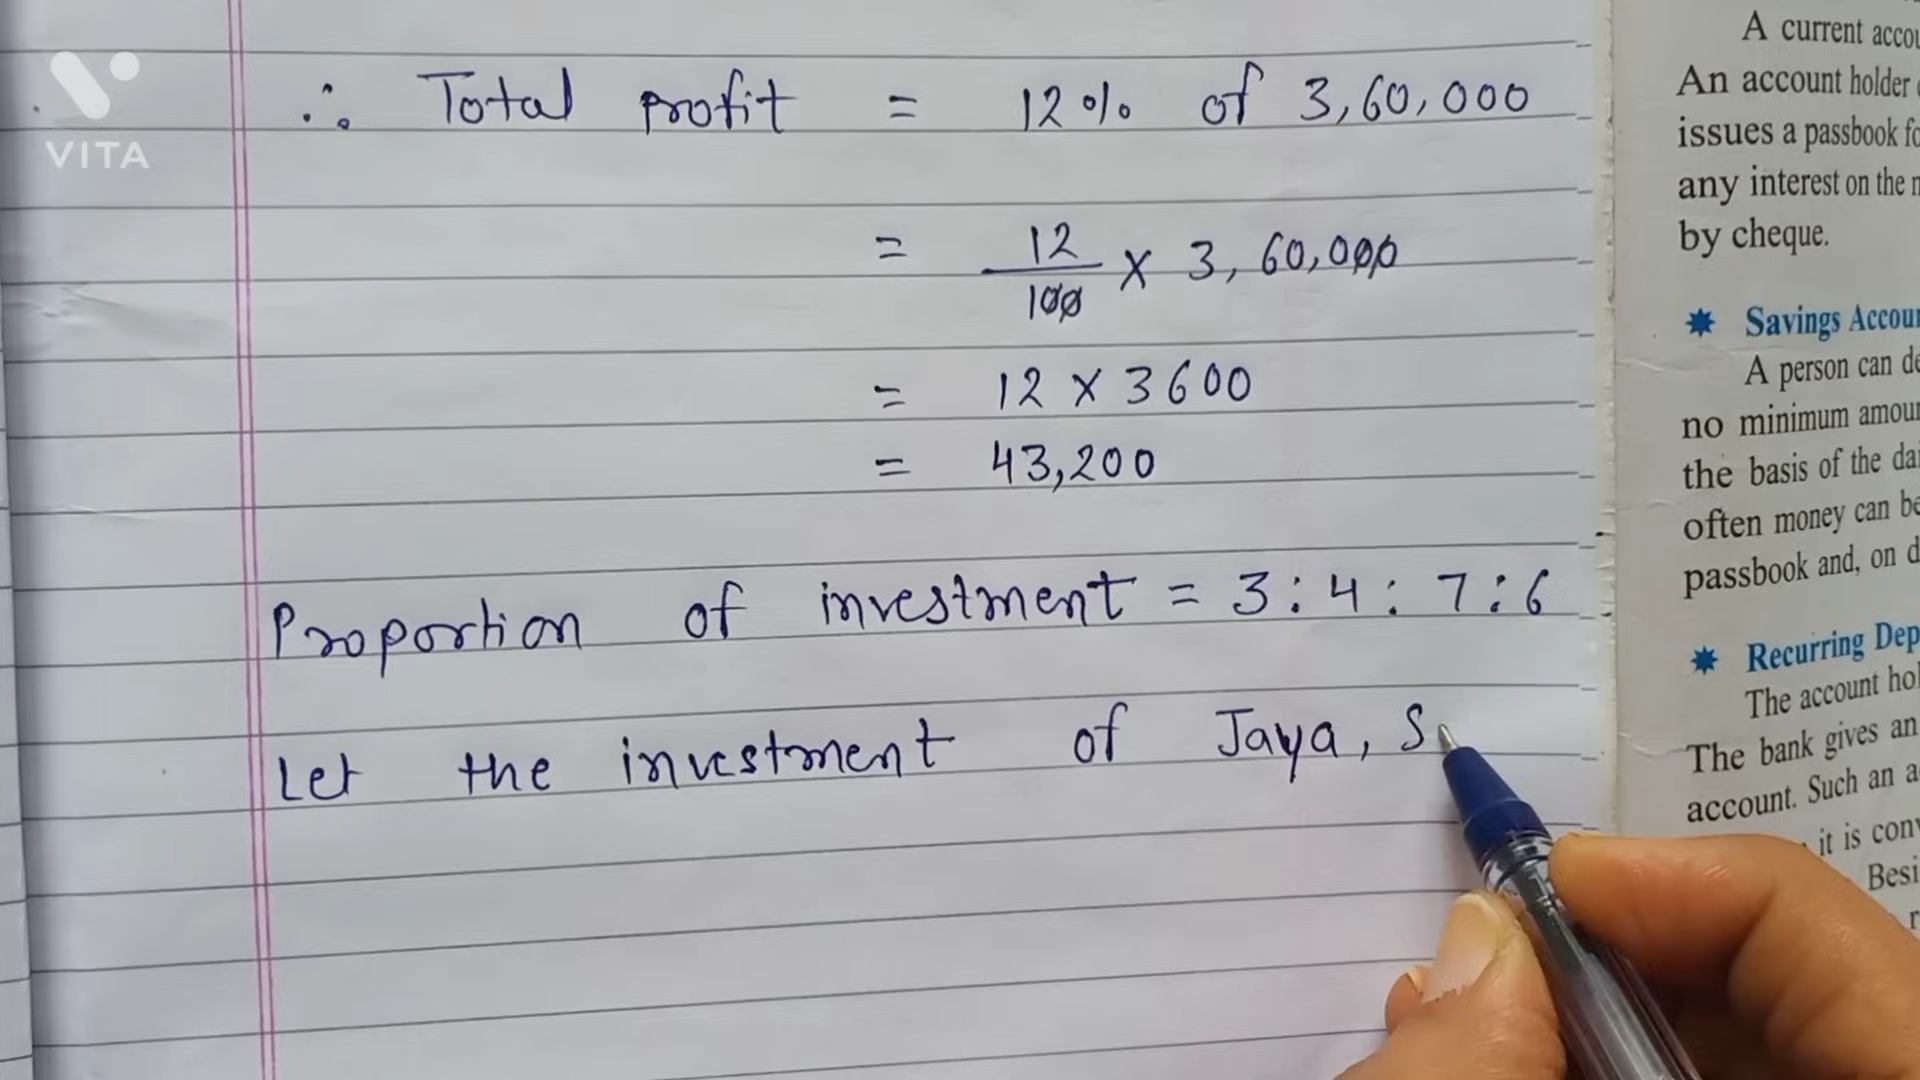 VITA
∴ Total profit = 12% of 3,60,000
= 12/100 × 3,60,000
= 12 × 3600
= 43,200
Proportion of investment = 3 : 4 : 7 : 6
Let the investment of Jaya, S
A current
An account holder
issues a passbook
any interest on the
by cheque.
✷ Savings
A person can
no minimum
the basis of the
often money can
passbook and, on
✷ Recurring
The account
The bank gives an
account. Such an
it is